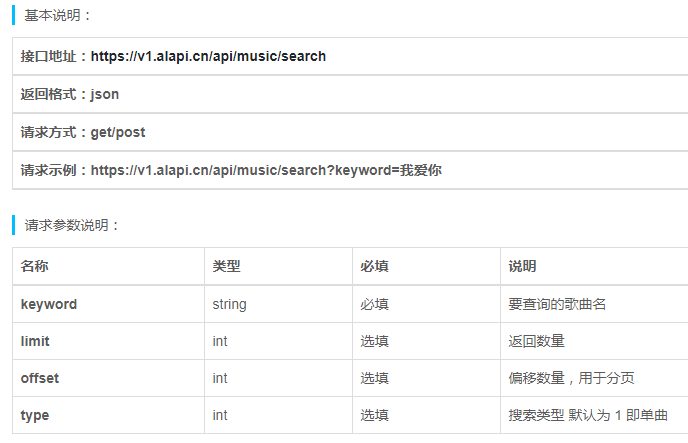 基本说明：
接口地址：https://v1.alapi.cn/api/music/search
返回格式：json
请求方式：get/post
请求示例：https://v1.alapi.cn/api/music/search?keyword=我爱你
请求参数说明：
名称 类型 必填 说明
keyword string 必填 要查询的歌曲名
limit int 选填 返回数量
offset int 选填 偏移数量，用于分页
type int 选填 搜索类型 默认为 1 即单曲